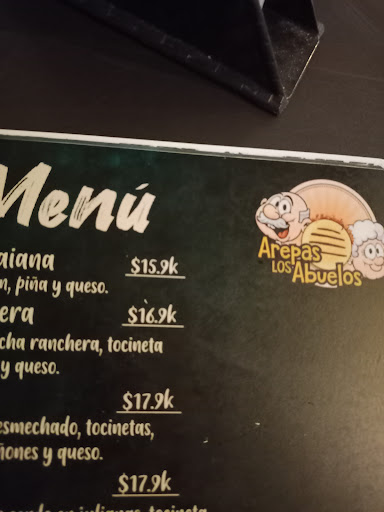 Menú
Arepas
LOS Abuelos
aiana $15.9k
n, piña y queso.
era $16.9k
cha ranchera, tocineta
y queso.
$17.9k
esmechado, tocinetas,
ñones y queso.
$17.9k